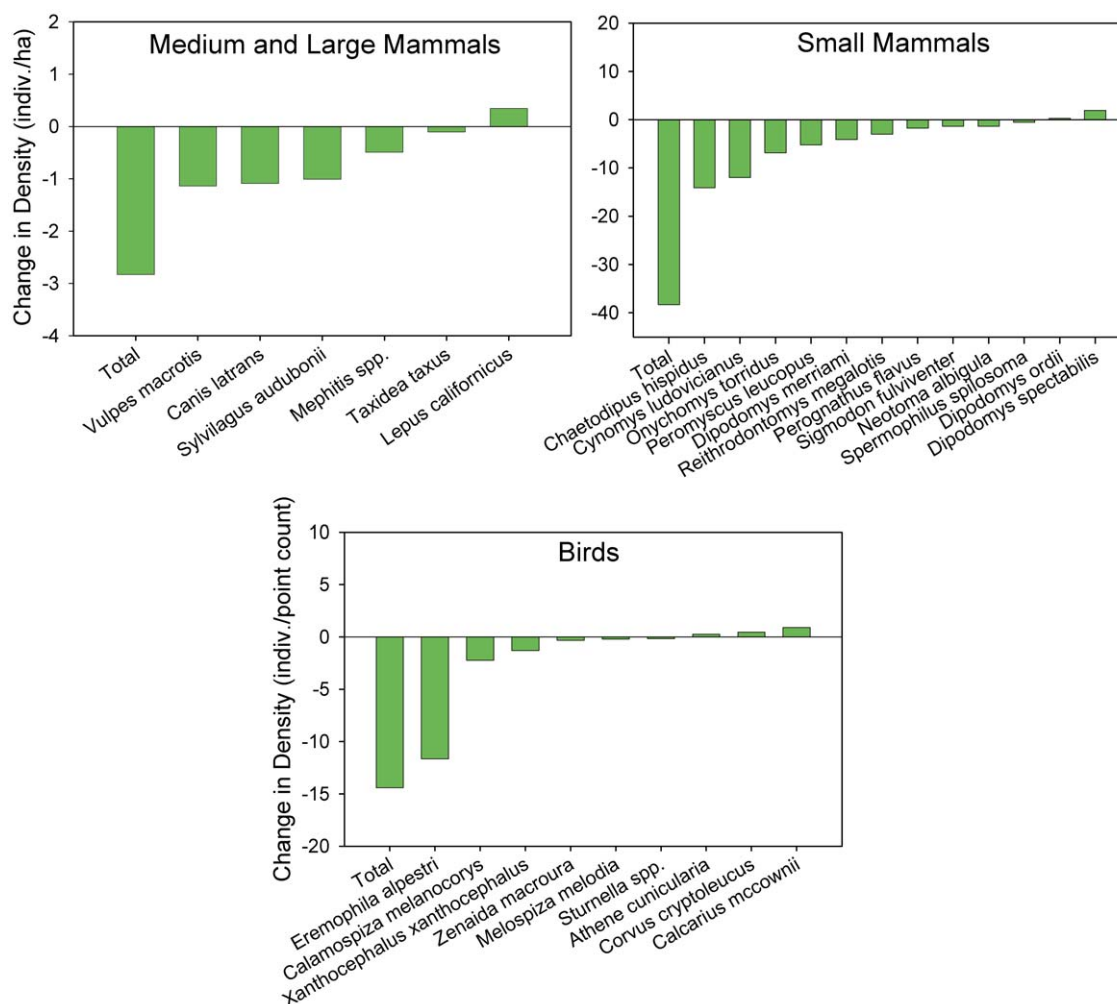 Medium and Large Mammals
Change in Density (indiv./ha)
2
1
0
-1
-2
-3
-4
Total
Vulpes macrotis
Canis latrans
Sylvilagus audubonii
Mephitis spp.
Taxidea taxus
Lepus californicus
Small Mammals
20
10
0
-10
-20
-30
-40
Total
Chaetodipus hispidus
Cynomys ludovicianus
Onychomys torridus
Peromyscus leucopus
Dipodomys merriami
Reithrodontomys megalotis
Perognathus flavus
Sigmodon fulviventer
Neotoma albigula
Spermophilus spilosoma
Dipodomys ordii
Dipodomys spectabilis
Birds
Change in Density (indiv./point count)
10
5
0
-5
-10
-15
-20
Total
Eremophila alpestri
Calamospiza melanocorys
Xanthocephalus xanthocephalus
Zenaida macroura
Melospiza melodia
Sturnella spp.
Athene cunicularia
Corvus cryptoleucus
Calcarius mccownii